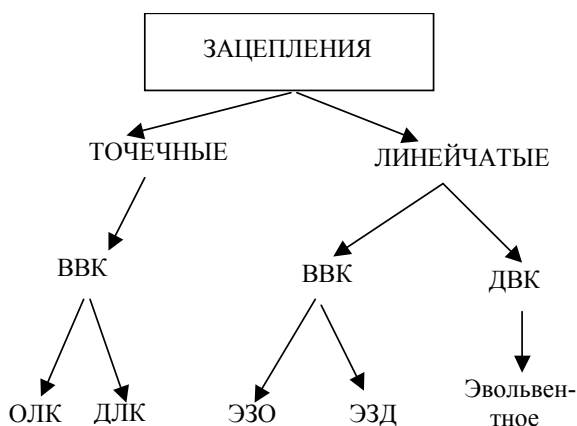 ЗАЦЕПЛЕНИЯ
ТОЧЕЧНЫЕ ЛИНЕЙЧАТЫЕ
ВВК ВВК ДВК
ОЛК ДЛК ЭЗО ЭЗД Эвольвен-
тное